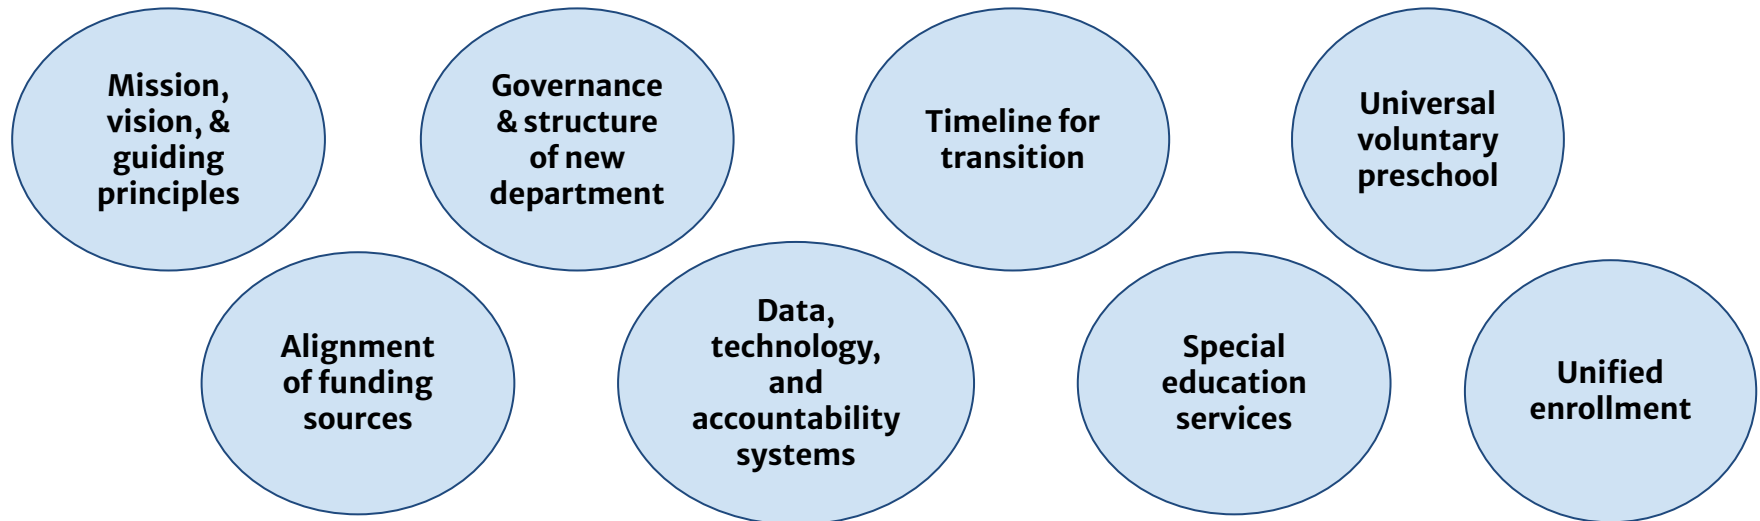 Mission,
vision, &
guiding
principles
Governance
& structure
of new
department
Timeline for
transition
Universal
voluntary
preschool
Alignment
of funding
sources
Data,
technology,
and
accountability
systems
Special
education
services
Unified
enrollment